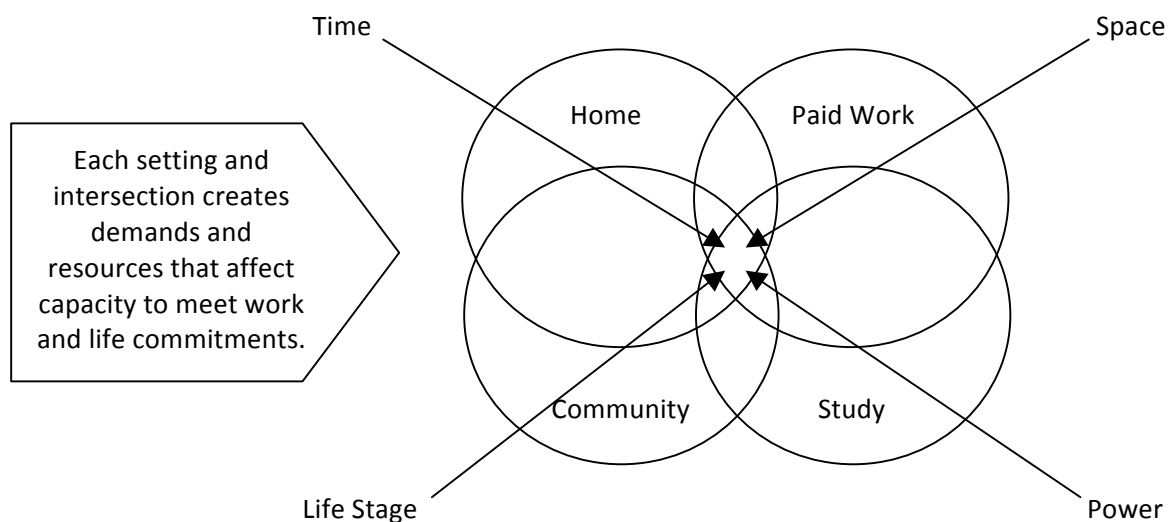 Time
Space
Home
Paid Work
Each setting and
intersection creates
demands and
resources that affect
capacity to meet work
and life commitments.
Community
Study
Life Stage
Power